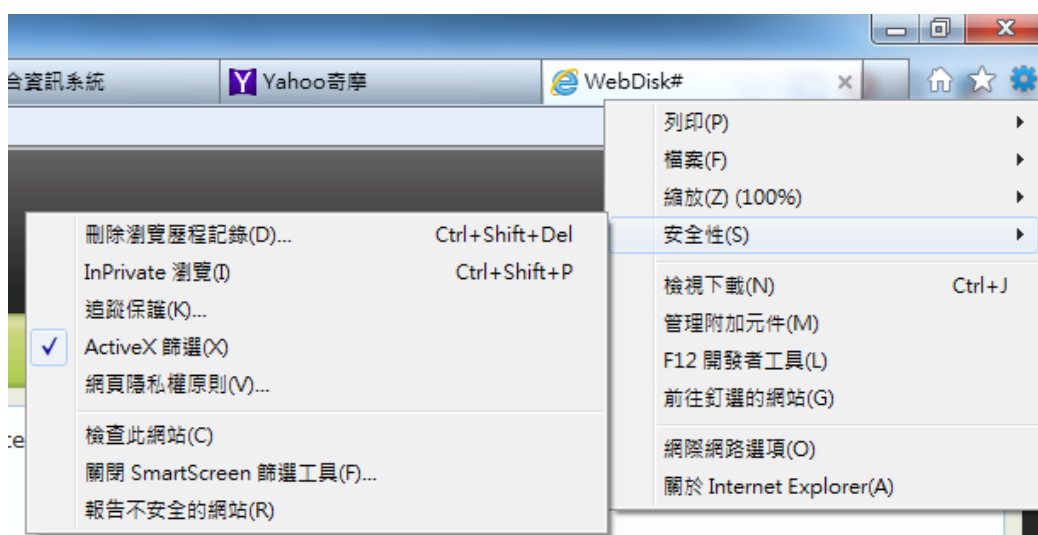 合資訊系統
Yahoo奇摩
WebDisk#
列印(P)
檔案(F)
縮放(Z) (100%)
安全性(S)
檢視下載(N) Ctrl+J
管理附加元件(M)
F12 開發者工具(L)
前往釘選的網站(G)
網際網路選項(O)
關於 Internet Explorer(A)
刪除瀏覽歷程記錄(D)... Ctrl+Shift+Del
InPrivate 瀏覽(I) Ctrl+Shift+P
追蹤保護(K)...
ActiveX 篩選(X)
網頁隱私權原則(V)...
檢查此網站(C)
關閉 SmartScreen 篩選工具(F)...
報告不安全的網站(R)